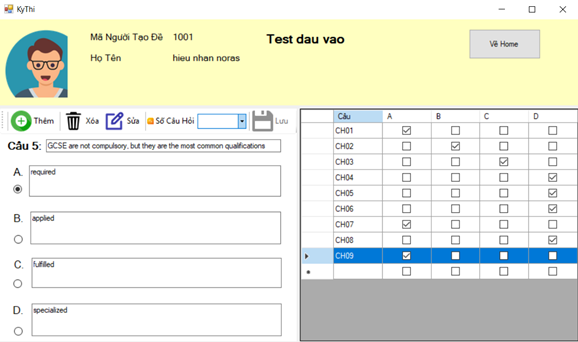 KyThi
Mã Người Tạo Đề 1001
Họ Tên hieu nhan noras
Test dau vao
Về Home
Thêm Xóa Sửa Số Câu Hỏi Lưu
Câu 5: GCSE are not compulsory, but they are the most common qualifications
A. required
B. applied
C. fulfilled
D. specialized
Câu A B C D
CH01
CH02
CH03
CH04
CH05
CH06
CH07
CH08
CH09